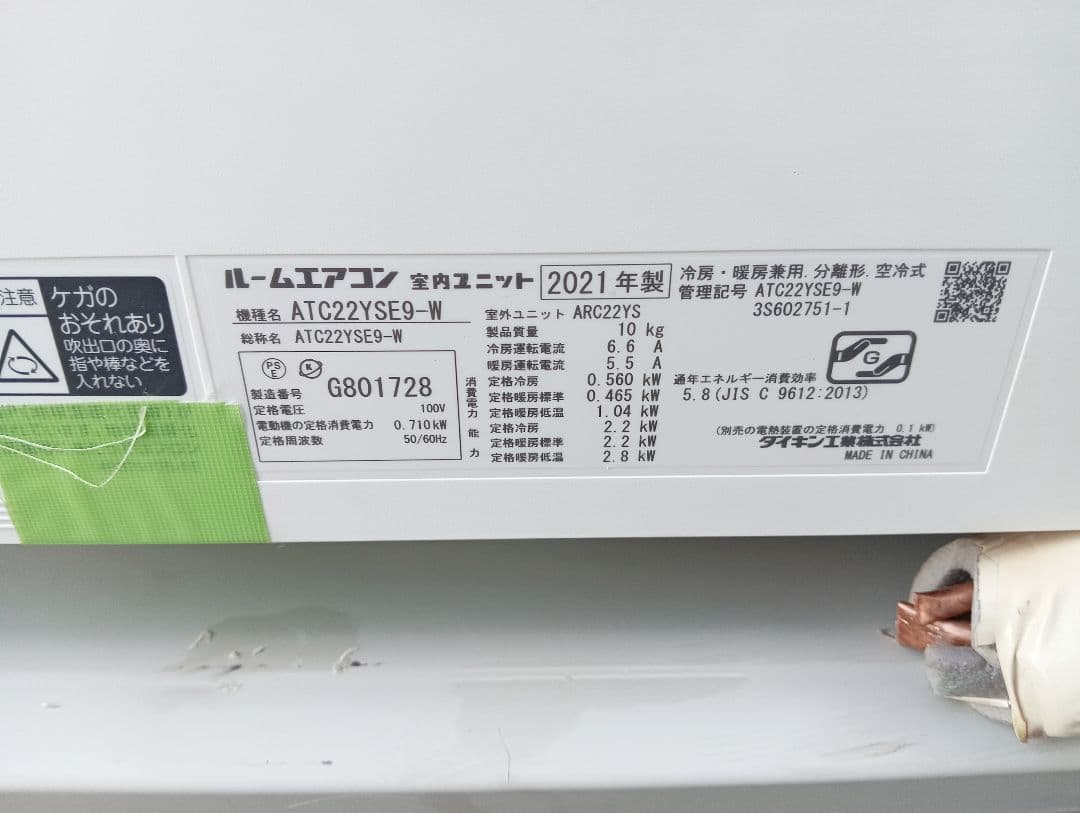 注意
ケガの
おそれあり
吹出口の奥に
指や棒などを
入れない
ルームエアコン 室内ユニット 2021年製
機種名 ATC22YSE9-W
総称名 ATC22YSE9-W
PS E
製造番号 G801728
定格電圧 100V
電動機の定格消費電力 0.710kW
定格周波数 50/60Hz
室外ユニット ARC22YS
製品質量 10 kg
冷房運転電流 6.6 A
暖房運転電流 5.5 A
消費電力
定格冷房 0.560 kW
定格暖房標準 0.465 kW
定格暖房低温 1.04 kW
能力
定格冷房 2.2 kW
定格暖房標準 2.2 kW
定格暖房低温 2.8 kW
冷房・暖房兼用.分離形.空冷式
管理記号 ATC22YSE9-W
3S602751-1
G
通年エネルギー消費効率
5.8(JIS C 9612:2013)
(別売の電熱装置の定格消費電力 0.1 kW)
ダイキン工業株式会社
MADE IN CHINA